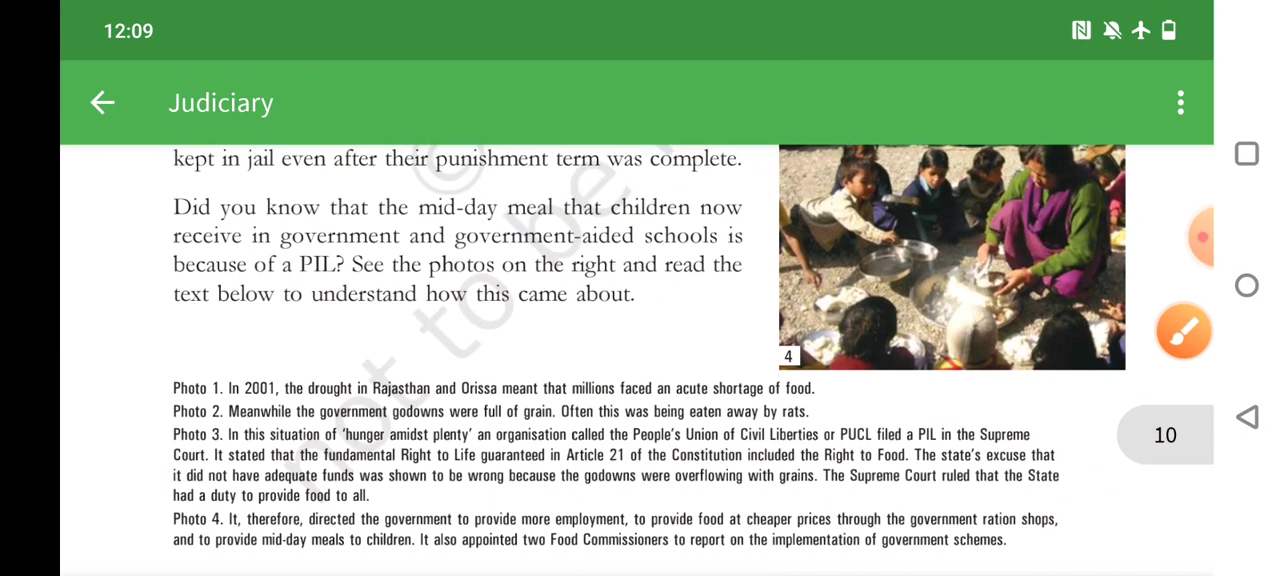 12:09
Judiciary
kept in jail even after their punishment term was complete.
Did you know that the mid-day meal that children now
receive in government and government-aided schools is
because of a PIL? See the photos on the right and read the
text below to understand how this came about.
4
Photo 1. In 2001, the drought in Rajasthan and Orissa meant that millions faced an acute shortage of food.
Photo 2. Meanwhile the government godowns were full of grain. Often this was being eaten away by rats.
Photo 3. In this situation of ‘hunger amidst plenty’ an organisation called the People’s Union of Civil Liberties or PUCL filed a PIL in the Supreme
Court. It stated that the fundamental Right to Life guaranteed in Article 21 of the Constitution included the Right to Food. The state’s excuse that
it did not have adequate funds was shown to be wrong because the godowns were overflowing with grains. The Supreme Court ruled that the State
had a duty to provide food to all.
Photo 4. It, therefore, directed the government to provide more employment, to provide food at cheaper prices through the government ration shops,
and to provide mid-day meals to children. It also appointed two Food Commissioners to report on the implementation of government schemes.
10
©
not to be